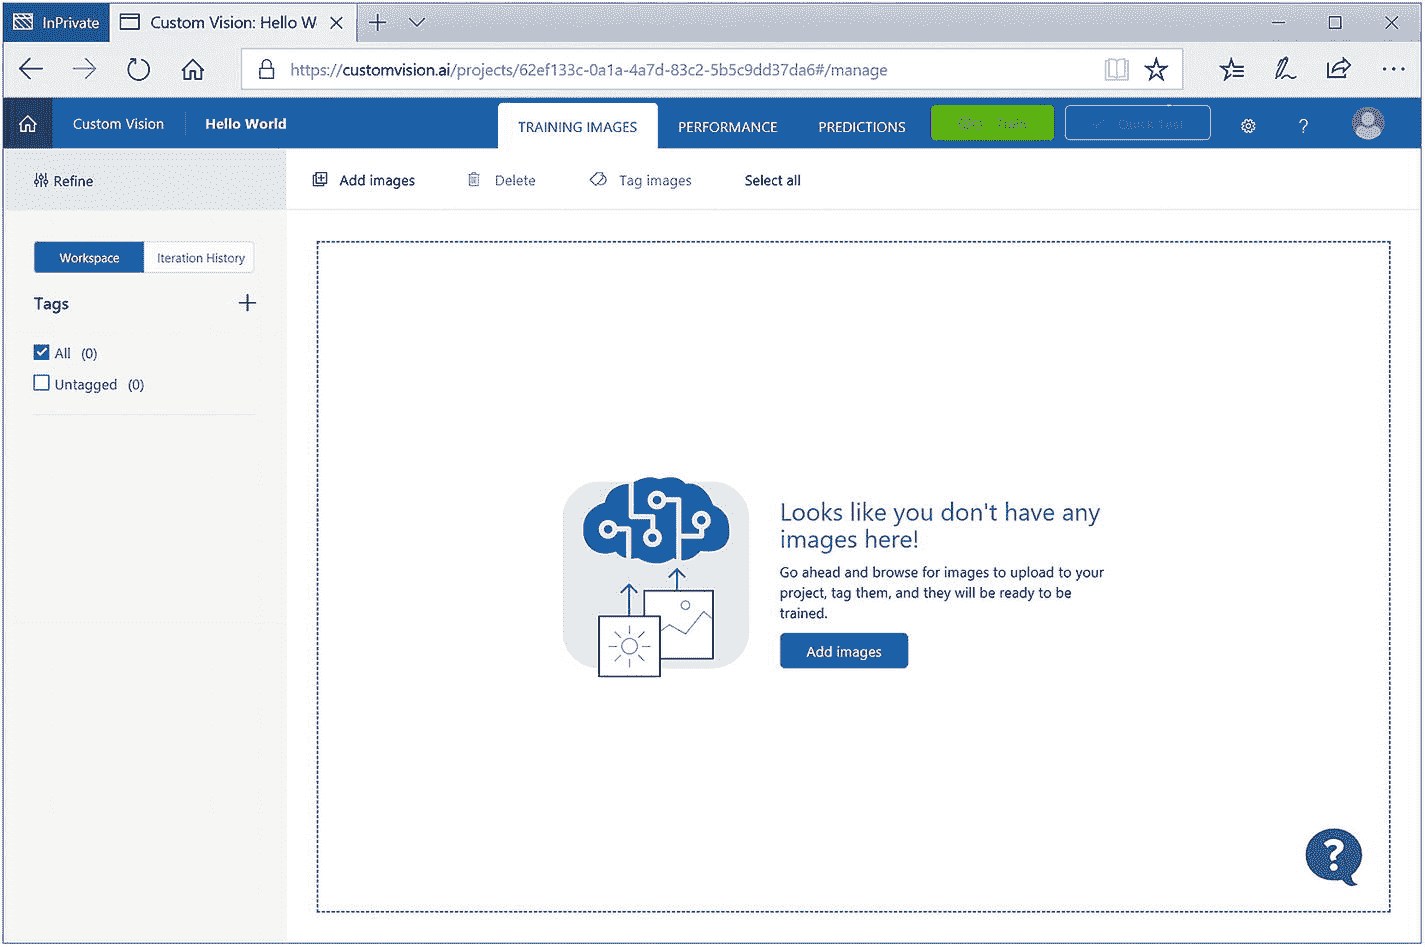 InPrivate
Custom Vision: Hello W
https://customvision.ai/projects/62ef133c-0a1a-4a7d-83c2-5b5c9dd37da6#/manage
Custom Vision
Hello World
TRAINING IMAGES
PERFORMANCE
PREDICTIONS
?
Refine
Add images
Delete
Tag images
Select all
Workspace
Iteration History
Tags
All (0)
Untagged (0)
Looks like you don't have any
images here!
Go ahead and browse for images to upload to your
project, tag them, and they will be ready to be
trained.
Add images
?